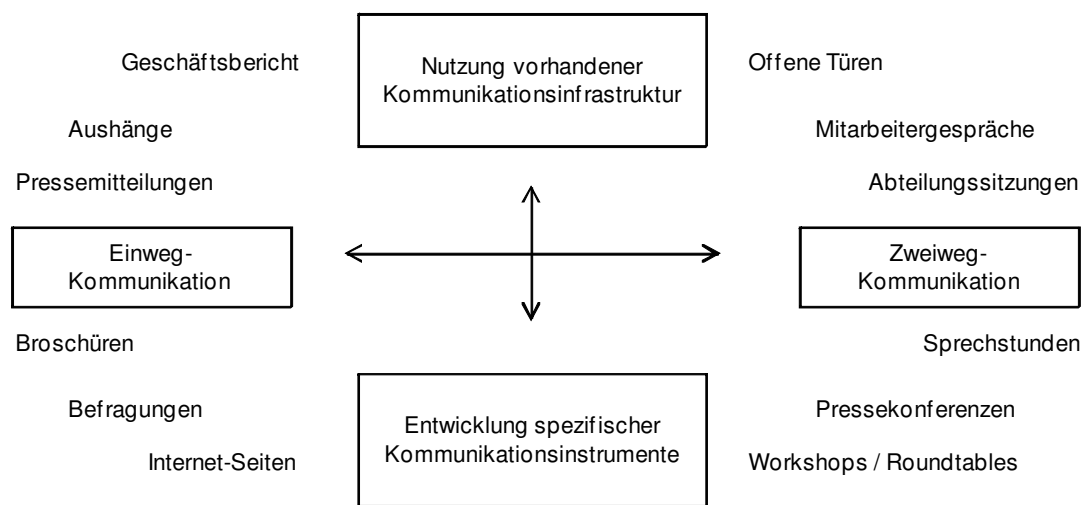 Geschäftsbericht
Nutzung vorhandener
Kommunikationsinfrastruktur
Offene Türen
Aushänge
Mitarbeitergespräche
Pressemitteilungen
Abteilungssitzungen
Einweg-
Kommunikation
Zweiweg-
Kommunikation
Broschüren
Sprechstunden
Befragungen
Entwicklung spezifischer
Kommunikationsinstrumente
Pressekonferenzen
Internet-Seiten
Workshops / Roundtables